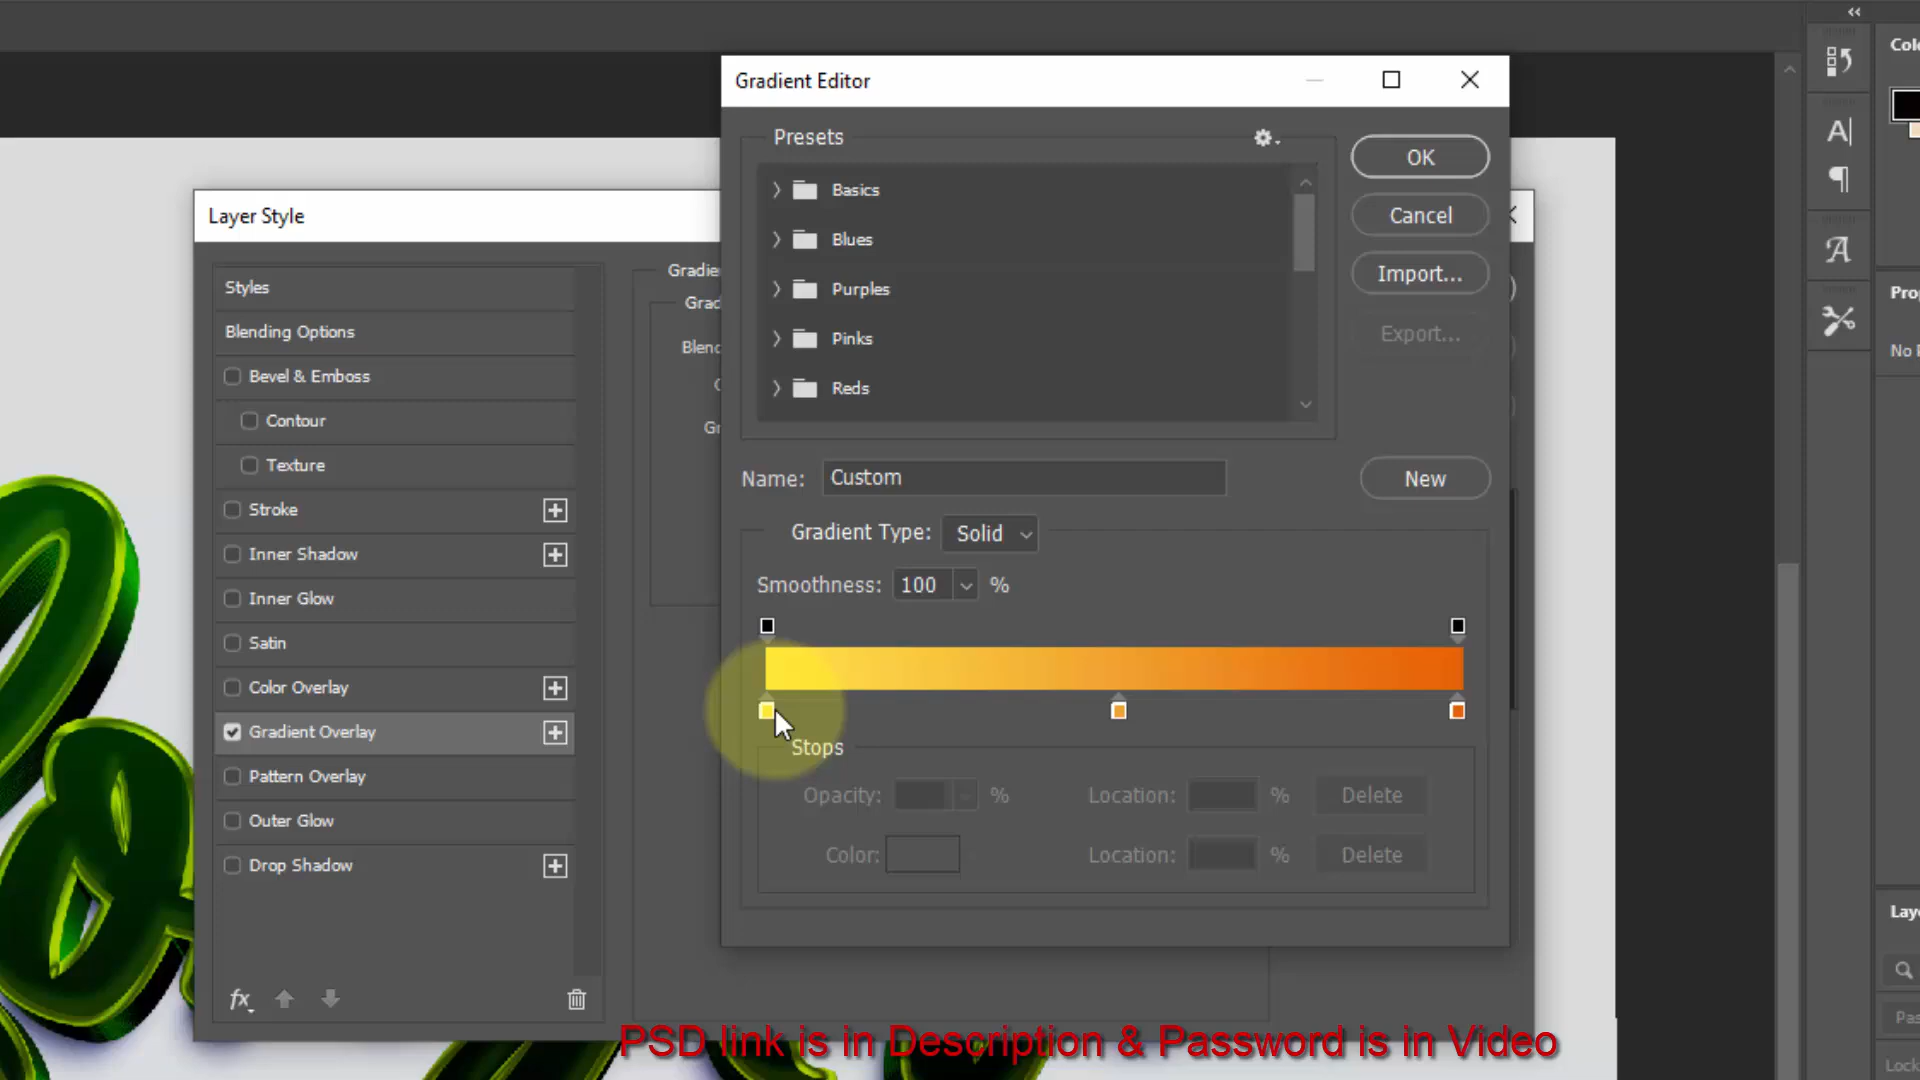 Gradient Editor
Presets
Basics
Blues
Purples
Pinks
Reds
OK
Cancel
Import...
Export...
Name: Custom
New
Gradient Type: Solid
Smoothness: 100 %
Stops
Opacity: %
Location: %
Delete
Color:
Location: %
Delete
Layer Style
Styles
Blending Options
Bevel & Emboss
Contour
Texture
Stroke
Inner Shadow
Inner Glow
Satin
Color Overlay
Gradient Overlay
Pattern Overlay
Outer Glow
Drop Shadow
fx
PSD link is in Description & Password is in Video